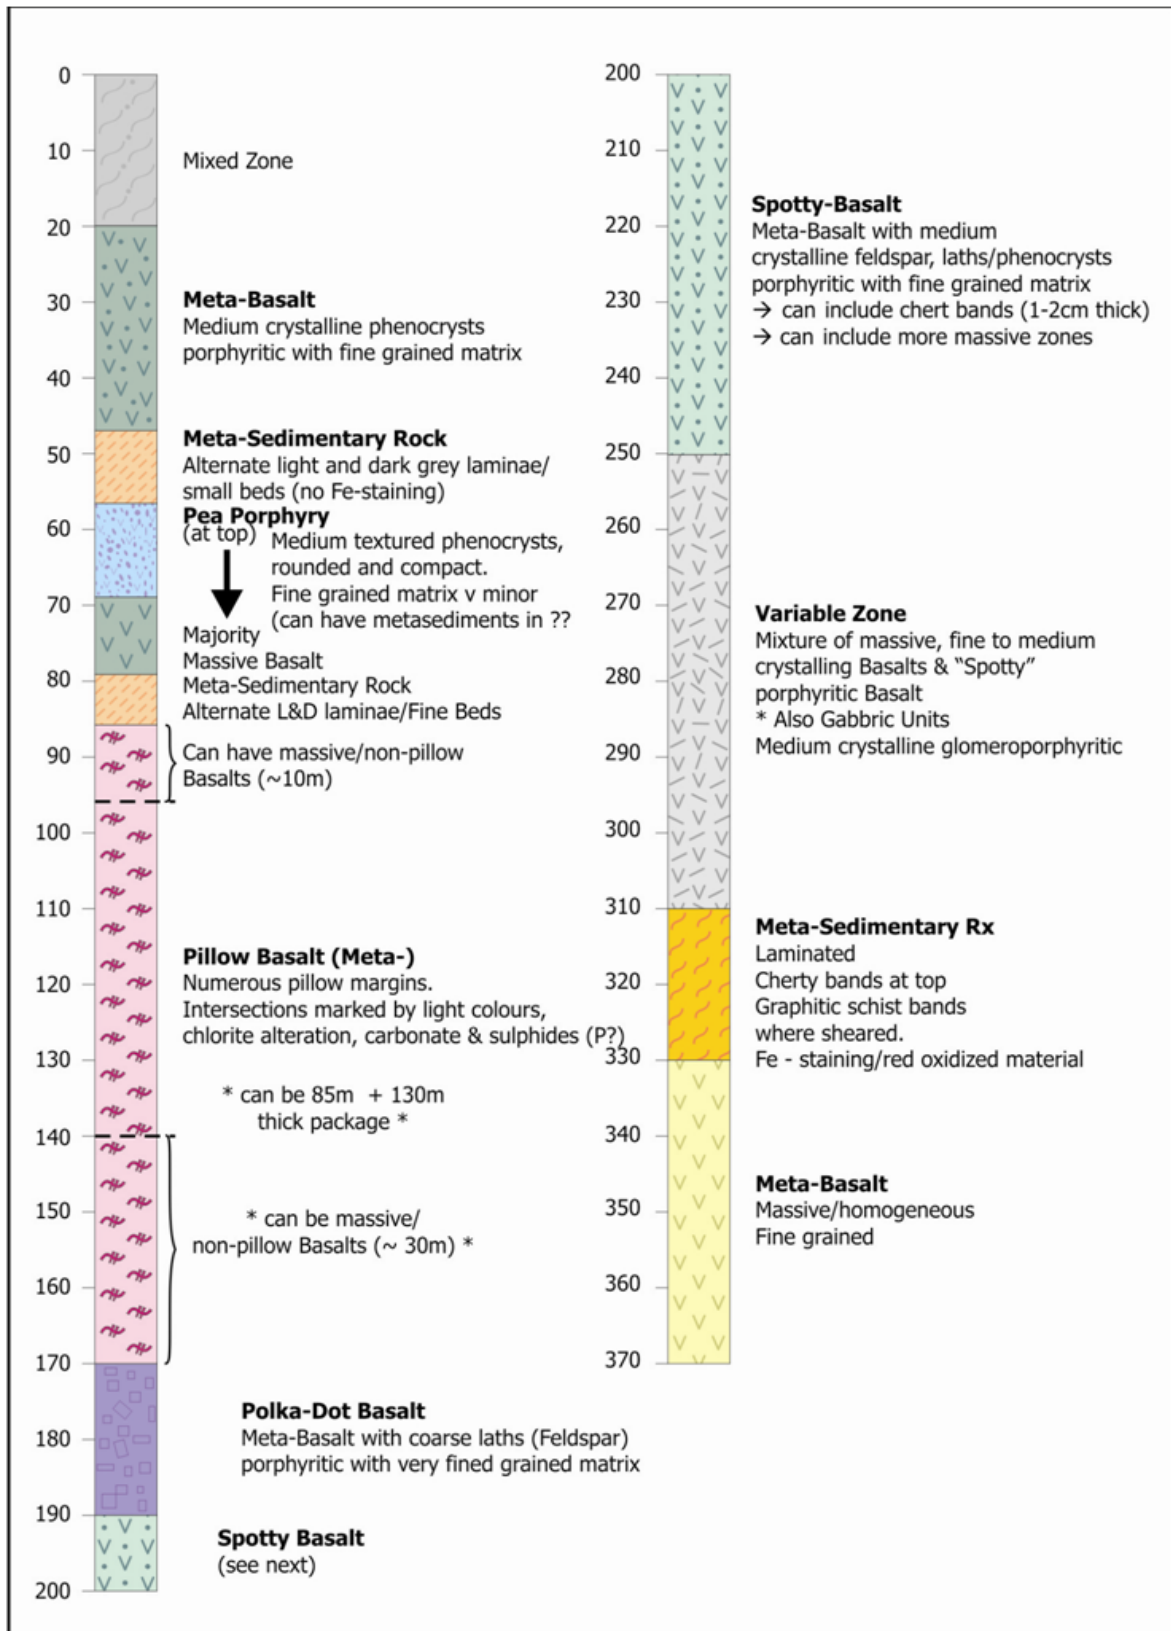 0
10
20
30
40
50
60
70
80
90
100
110
120
130
140
150
160
170
180
190
200
Mixed Zone
Meta-Basalt
Medium crystalline phenocrysts
porphyritic with fine grained matrix
Meta-Sedimentary Rock
Alternate light and dark grey laminae/
small beds (no Fe-staining)
Pea Porphyry
(at top)
Medium textured phenocrysts,
rounded and compact.
Fine grained matrix v minor
(can have metasediments in ??
Majority
Massive Basalt
Meta-Sedimentary Rock
Alternate L&D laminae/Fine Beds
Can have massive/non-pillow
Basalts (~10m)
Pillow Basalt (Meta-)
Numerous pillow margins.
Intersections marked by light colours,
chlorite alteration, carbonate & sulphides (P?)
* can be 85m + 130m
thick package *
* can be massive/
non-pillow Basalts (~ 30m) *
Polka-Dot Basalt
Meta-Basalt with coarse laths (Feldspar)
porphyritic with very fined grained matrix
Spotty Basalt
(see next)
200
210
220
230
240
250
260
270
280
290
300
310
320
330
340
350
360
370
Spotty-Basalt
Meta-Basalt with medium
crystalline feldspar, laths/phenocrysts
porphyritic with fine grained matrix
→ can include chert bands (1-2cm thick)
→ can include more massive zones
Variable Zone
Mixture of massive, fine to medium
crystalling Basalts & “Spotty”
porphyritic Basalt
* Also Gabbric Units
Medium crystalline glomeroporphyritic
Meta-Sedimentary Rx
Laminated
Cherty bands at top
Graphitic schist bands
where sheared.
Fe - staining/red oxidized material
Meta-Basalt
Massive/homogeneous
Fine grained